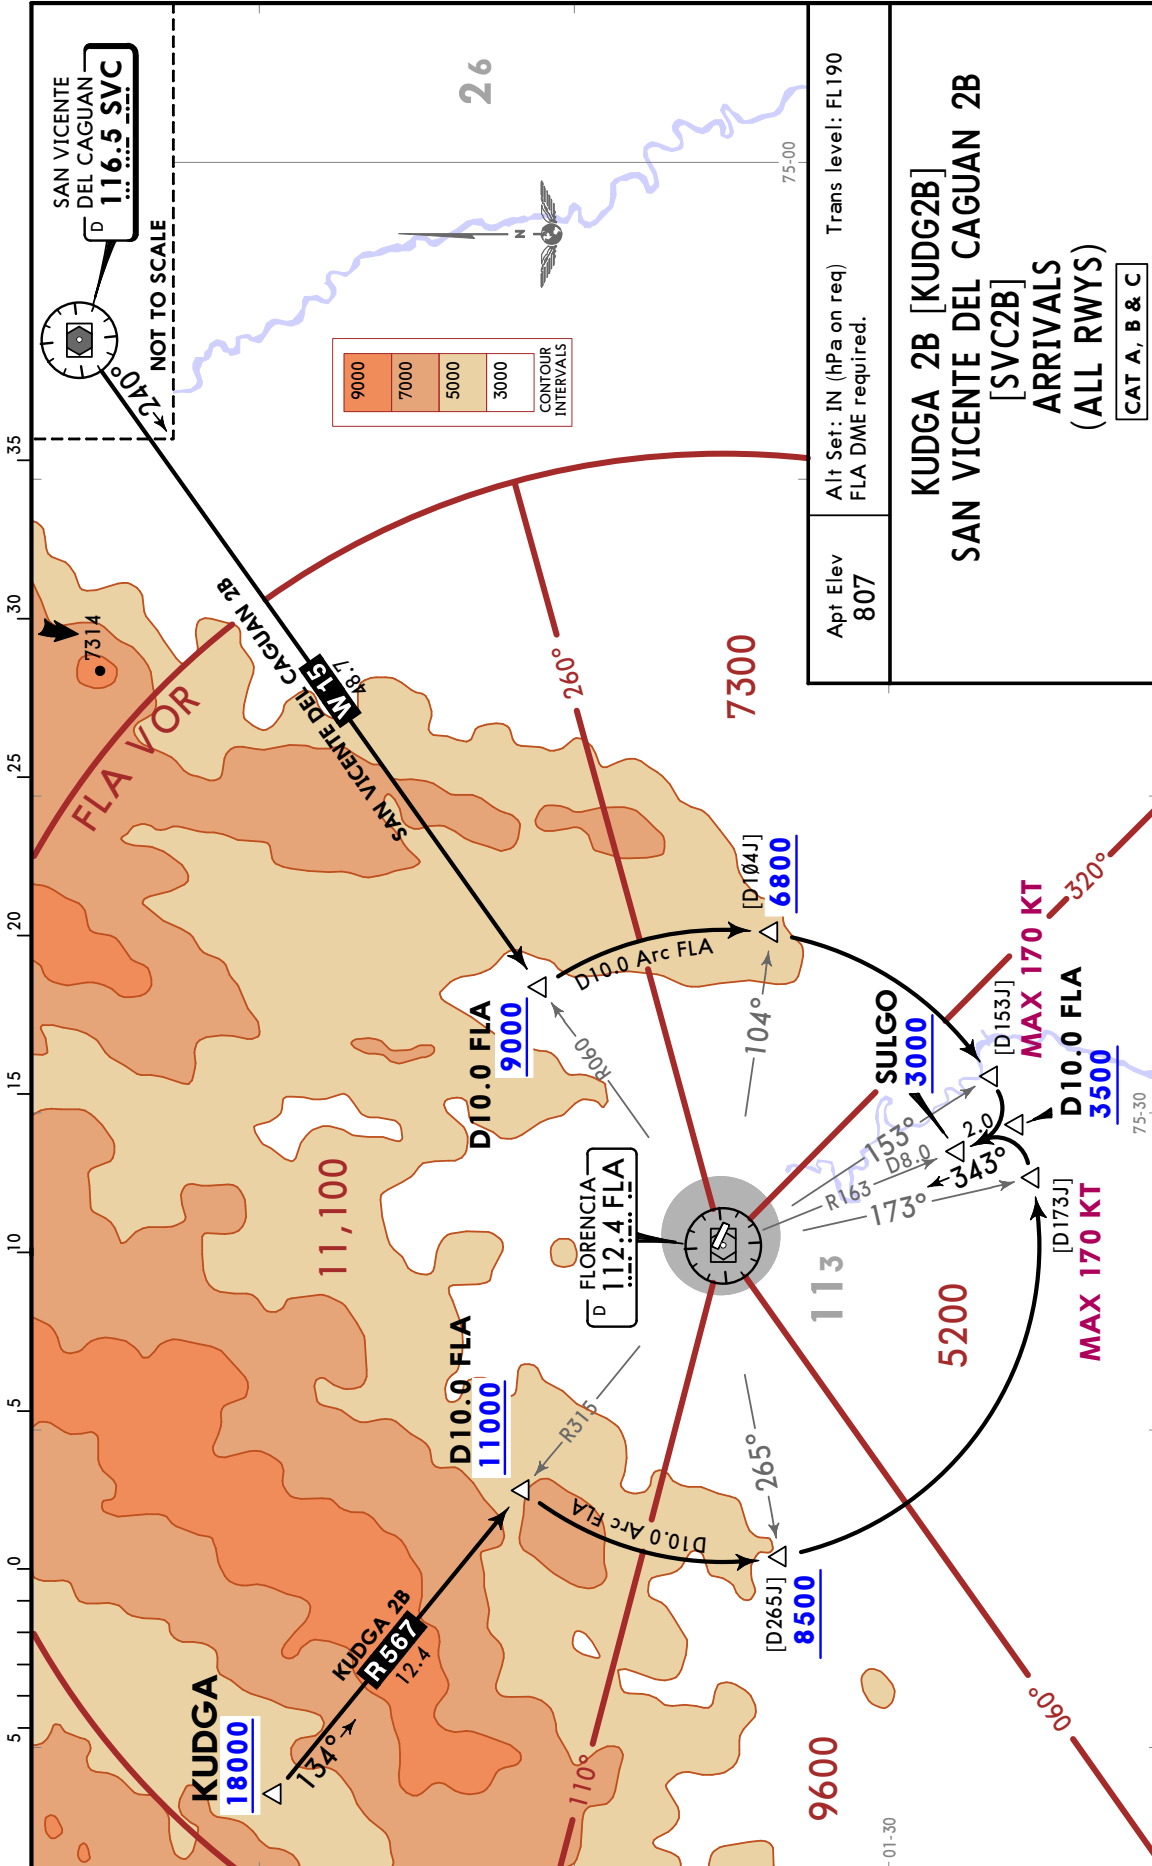 SAN VICENTE
DEL CAGUAN
D 116.5 SVC
NOT TO SCALE
240°
26
N
75-00
9000
7000
5000
3000
CONTOUR
INTERVALS
Apt Elev
807
Alt Set: IN (hPa on req) Trans level: FL190
FLA DME required.
KUDGA 2B [KUDG2B]
SAN VICENTE DEL CAGUAN 2B
[SVC2B]
ARRIVALS
(ALL RWYS)
CAT A, B & C
35
30
25
20
15
10
5
0
5
7314
FLA VOR
SAN VICENTE DEL CAGUAN 2B
W 15
48.7
260°
7300
D10.0 FLA
9000
R060
D10.0 Arc FLA
[D104J]
6800
104°
320°
SULGO
3000
[D153J]
MAX 170 KT
D10.0 FLA
3500
75-30
153°
D8.0
R163
2.0
343°
173°
[D173J]
MAX 170 KT
11,100
D FLORENCIA
112.4 FLA
113
5200
D10.0 FLA
11000
R315
D10.0 Arc FLA
265°
[D265J]
8500
KUDGA 2B
R 567
12.4
KUDGA
18000
134°
110°
9600
060°
01-30